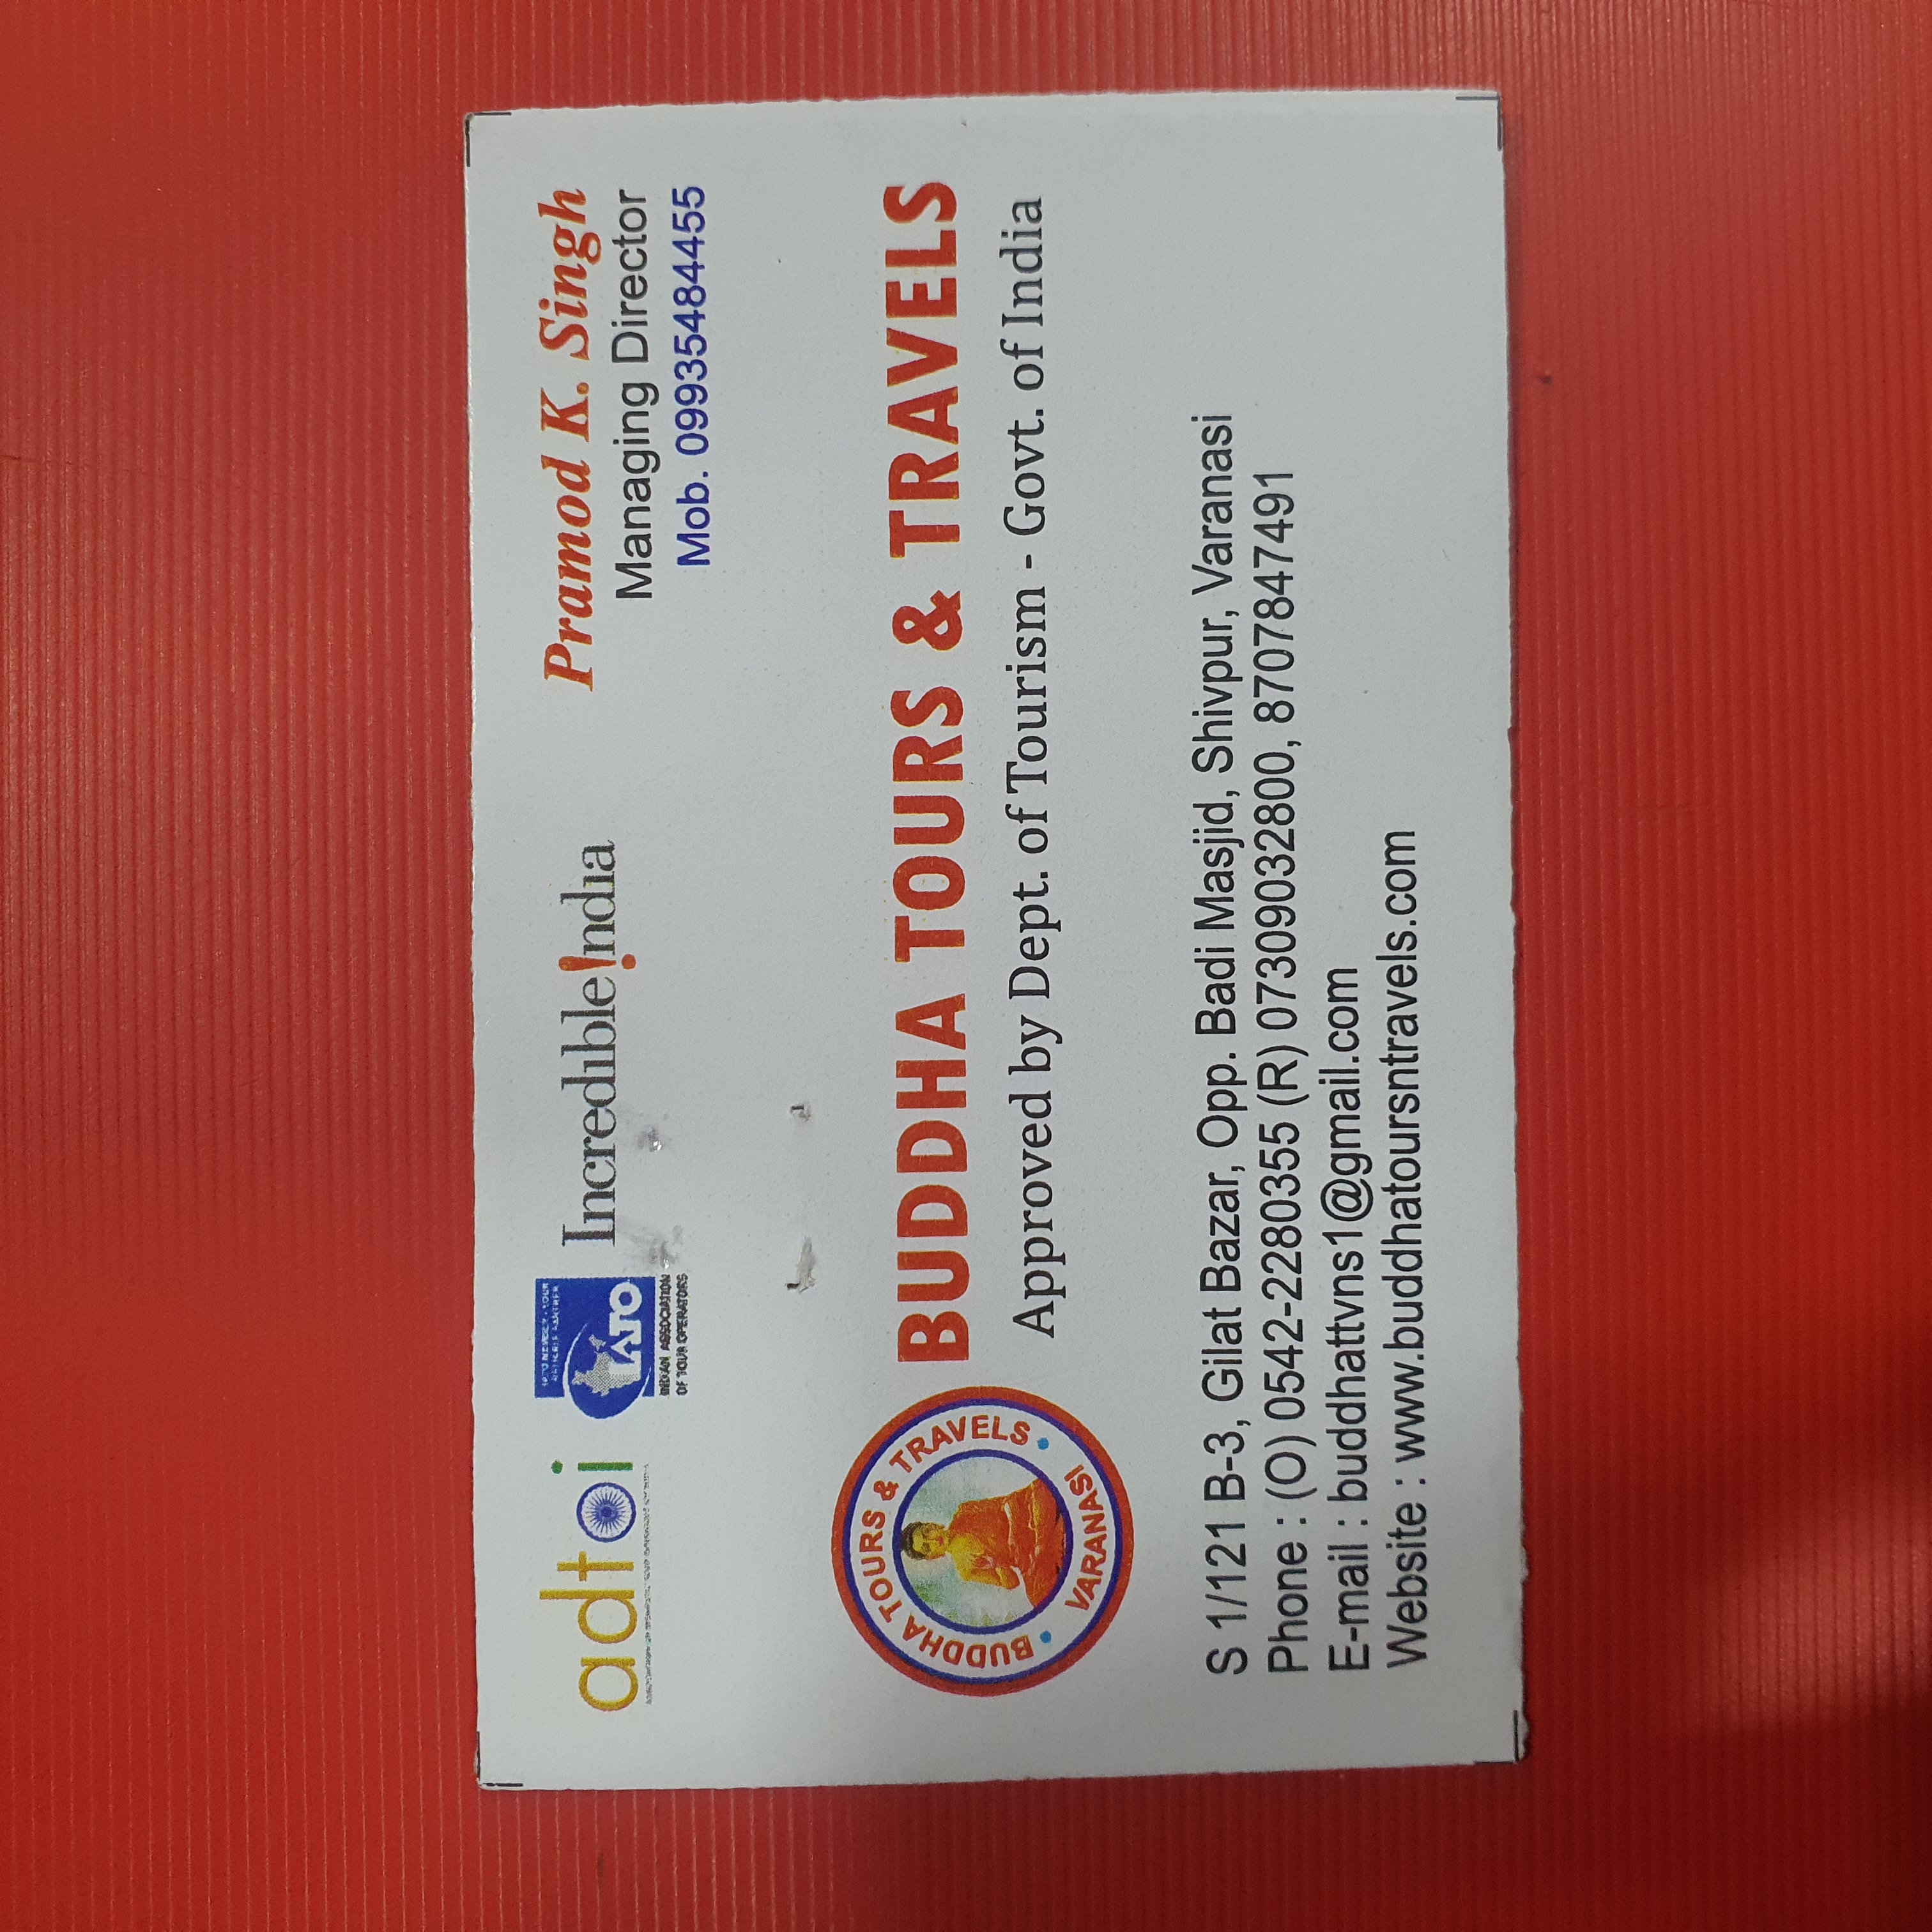 adtoi
IATO
INDIAN ASSOCIATION
OF TOUR OPERATORS
Incredible!ndia
Pramod K. Singh
Managing Director
Mob. 09935484455
BUDDHA TOURS & TRAVELS
VARANASI
BUDDHA TOURS & TRAVELS
Approved by Dept. of Tourism - Govt. of India
S 1/121 B-3, Gilat Bazar, Opp. Badi Masjid, Shivpur, Varanasi
Phone : (O) 0542-2280355 (R) 07309032800, 8707847491
E-mail : buddhattvns1@gmail.com
Website : www.buddhatoursntravels.com